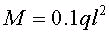 M = 0.1ql²